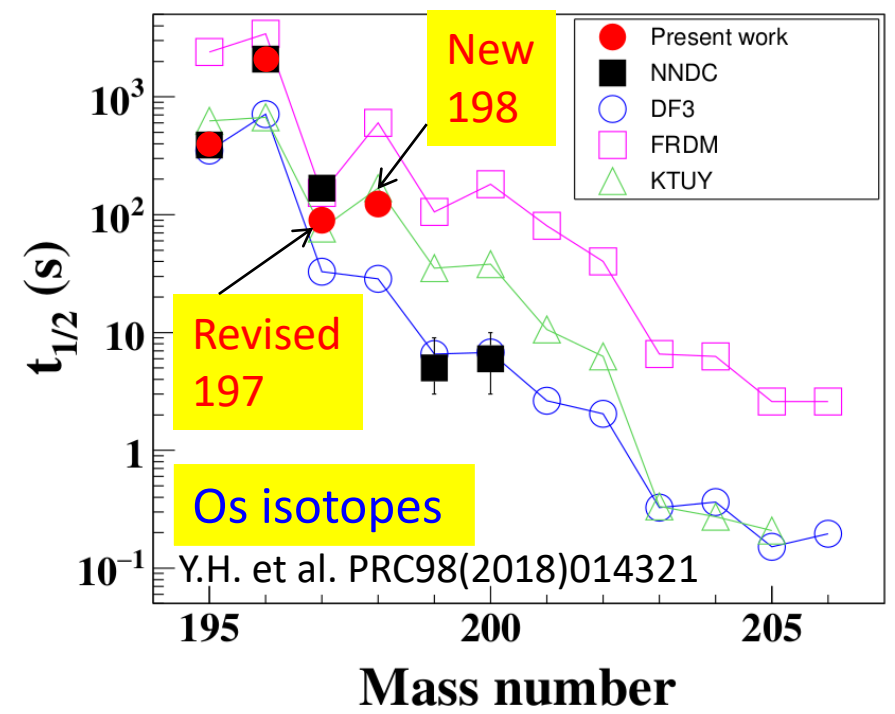 New
198
Present work
NNDC
DF3
FRDM
KTUY
10³
10²
10
1
10⁻¹
t₁/₂ (s)
Revised
197
Os isotopes
Y.H. et al. PRC98(2018)014321
195
200
205
Mass number